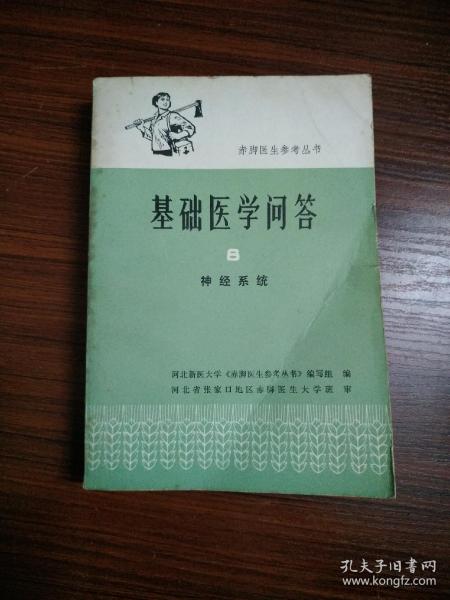 赤脚医生参考丛书
基础医学问答
6
神经系统
河北新医大学《赤脚医生参考丛书》编写组 编
河北省张家口地区赤脚医生大学班 审
孔夫子旧书网
www.kongfz.com